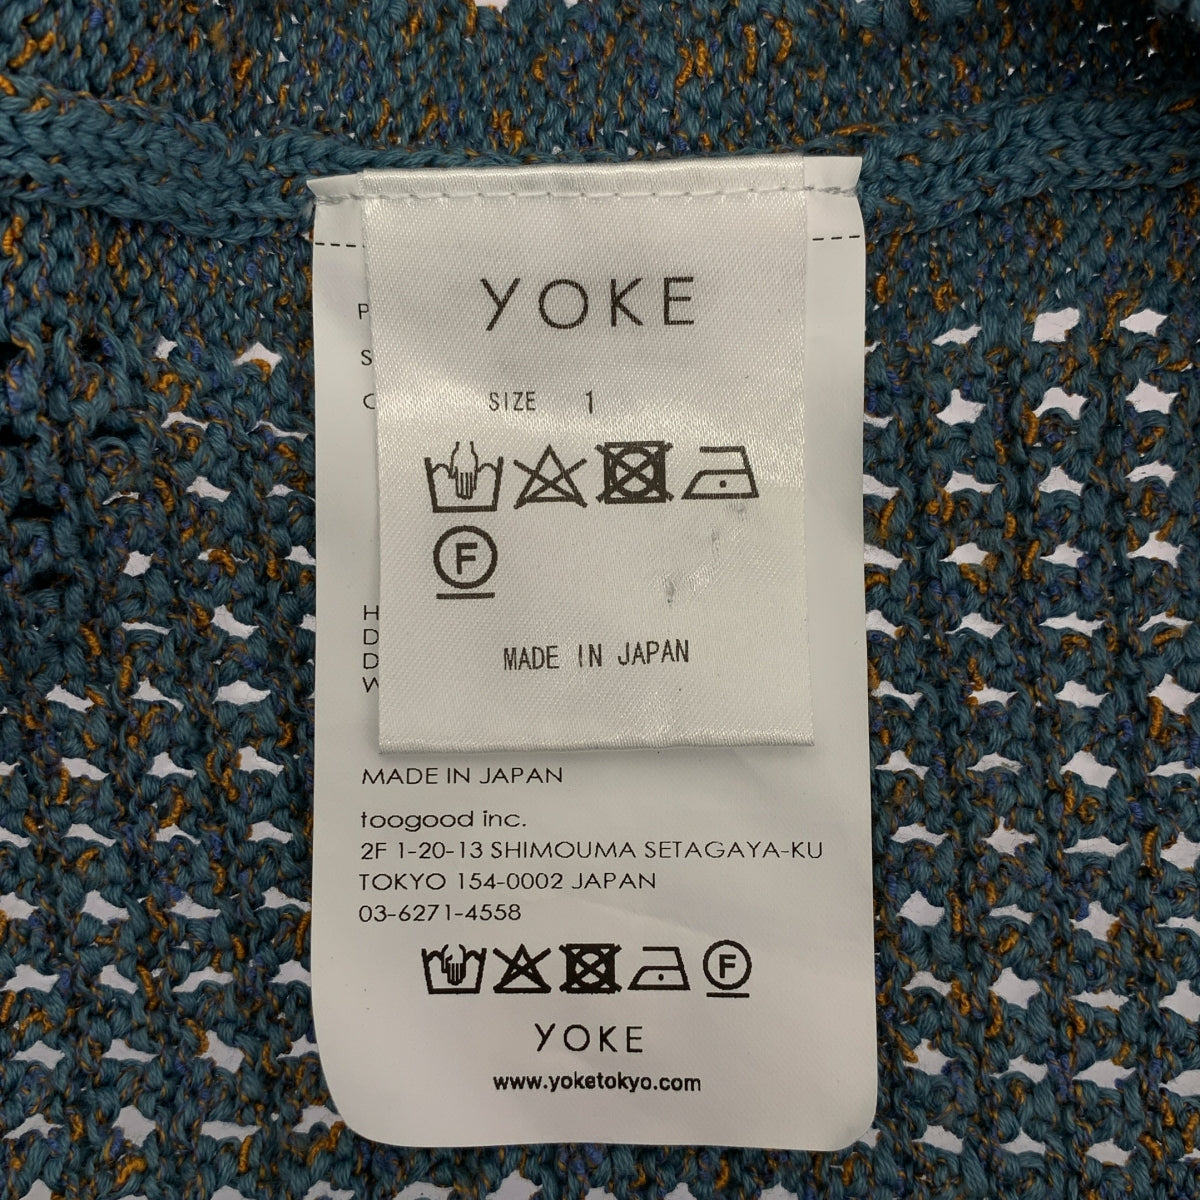 YOKE
SIZE 1
F
MADE IN JAPAN
MADE IN JAPAN
toogood inc.
2F 1-20-13 SHIMOUMA SETAGAYA-KU
TOKYO 154-0002 JAPAN
03-6271-4558
F
YOKE
www.yoketokyo.com